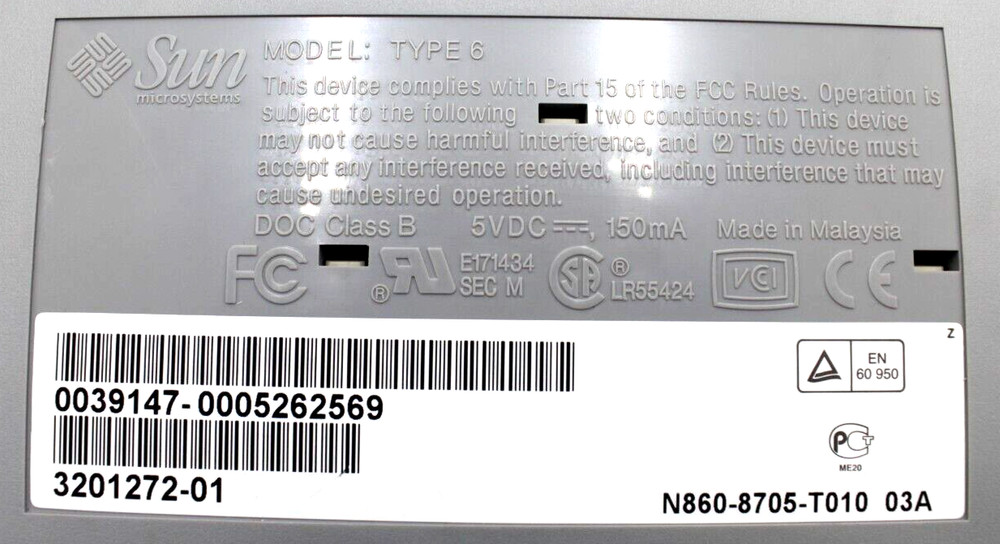 Sun
microsystems
MODEL: TYPE 6
This device complies with Part 15 of the FCC Rules. Operation is
subject to the following two conditions: (1) This device
may not cause harmful interference, and (2) This device must
accept any interference received, including interference that may
cause undesired operation.
DOC Class B 5VDC ⎓, 150mA Made in Malaysia
FC ® UR E171434
SEC M
SA ® LR55424
VCI
CE
Z
EN
60 950
0039147-0005262569
PCT
ME20
3201272-01
N860-8705-T010 03A